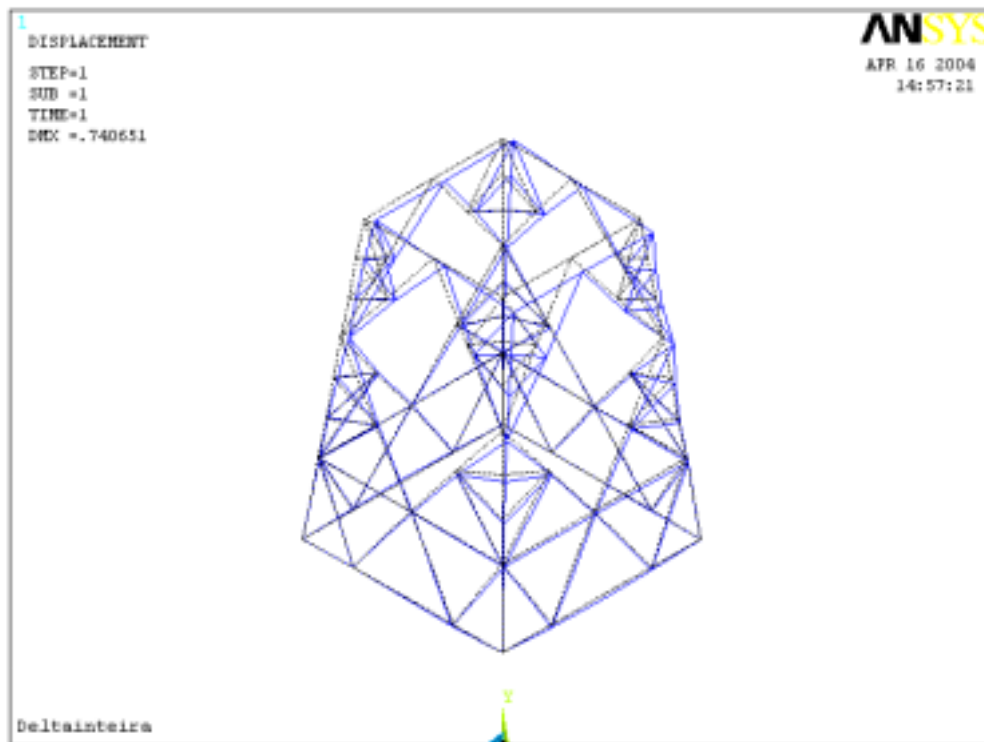 1
DISPLACEMENT
STEP=1
SUB =1
TIME=1
DMX =.740651
ANSYS
APR 16 2004
14:57:21
Y
Deltainteira